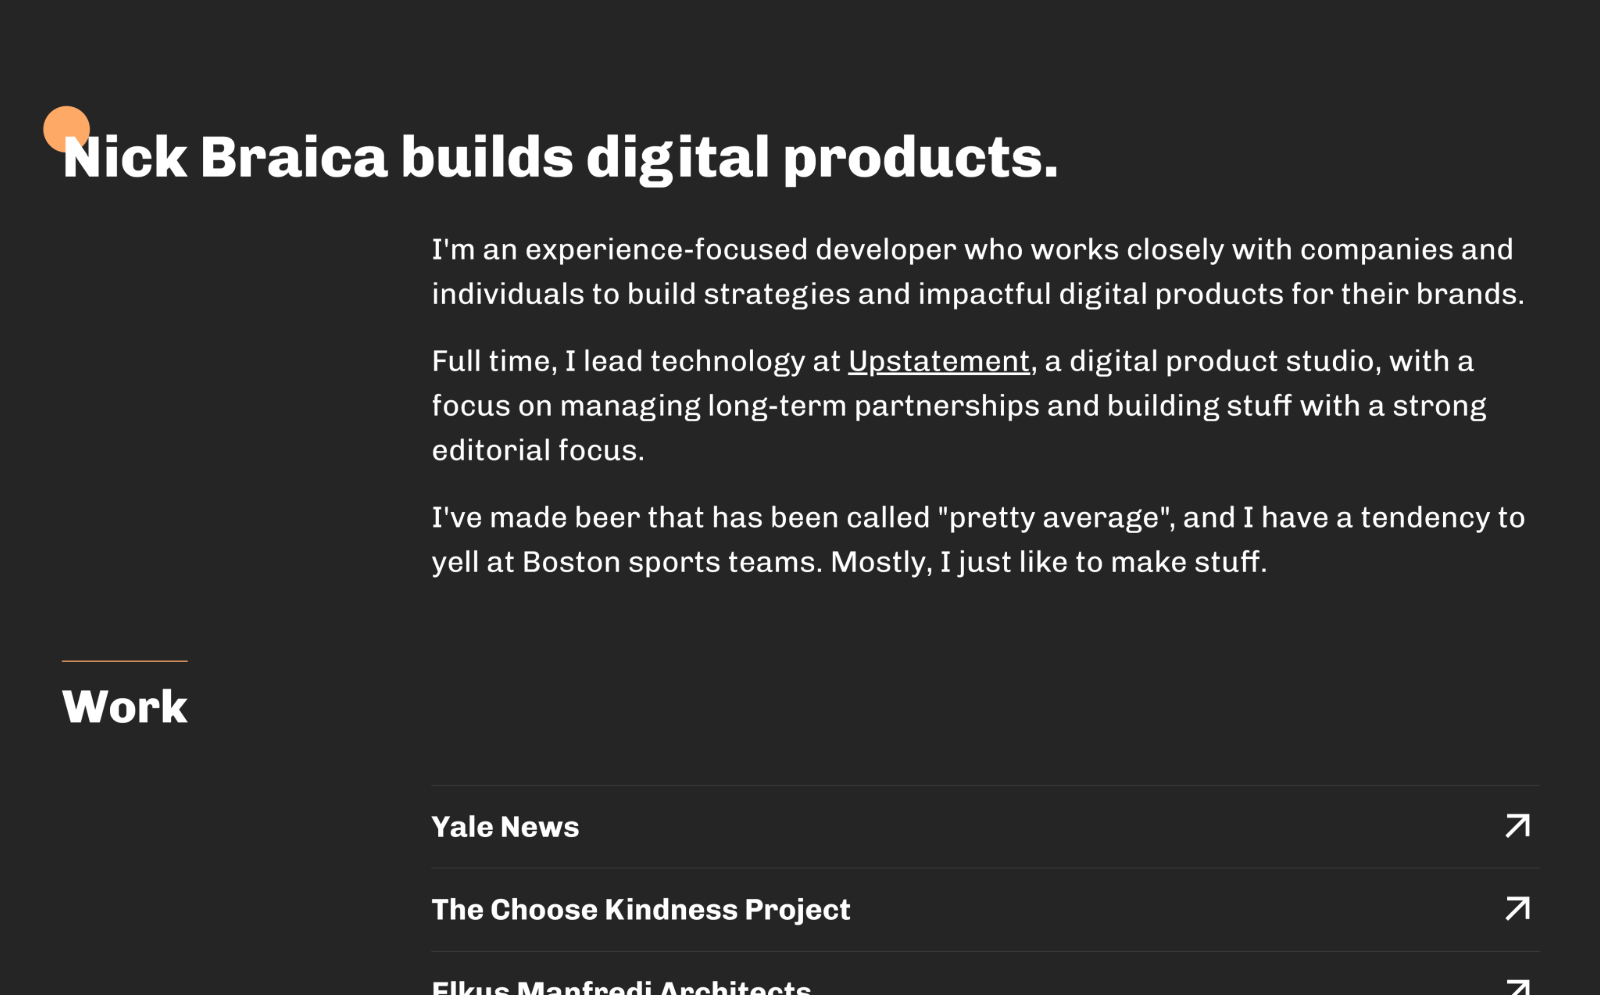 Nick Braica builds digital products.
I'm an experience-focused developer who works closely with companies and
individuals to build strategies and impactful digital products for their brands.
Full time, I lead technology at Upstatement, a digital product studio, with a
focus on managing long-term partnerships and building stuff with a strong
editorial focus.
I've made beer that has been called "pretty average", and I have a tendency to
yell at Boston sports teams. Mostly, I just like to make stuff.
Work
Yale News
The Choose Kindness Project
Elkus Manfredi Architects